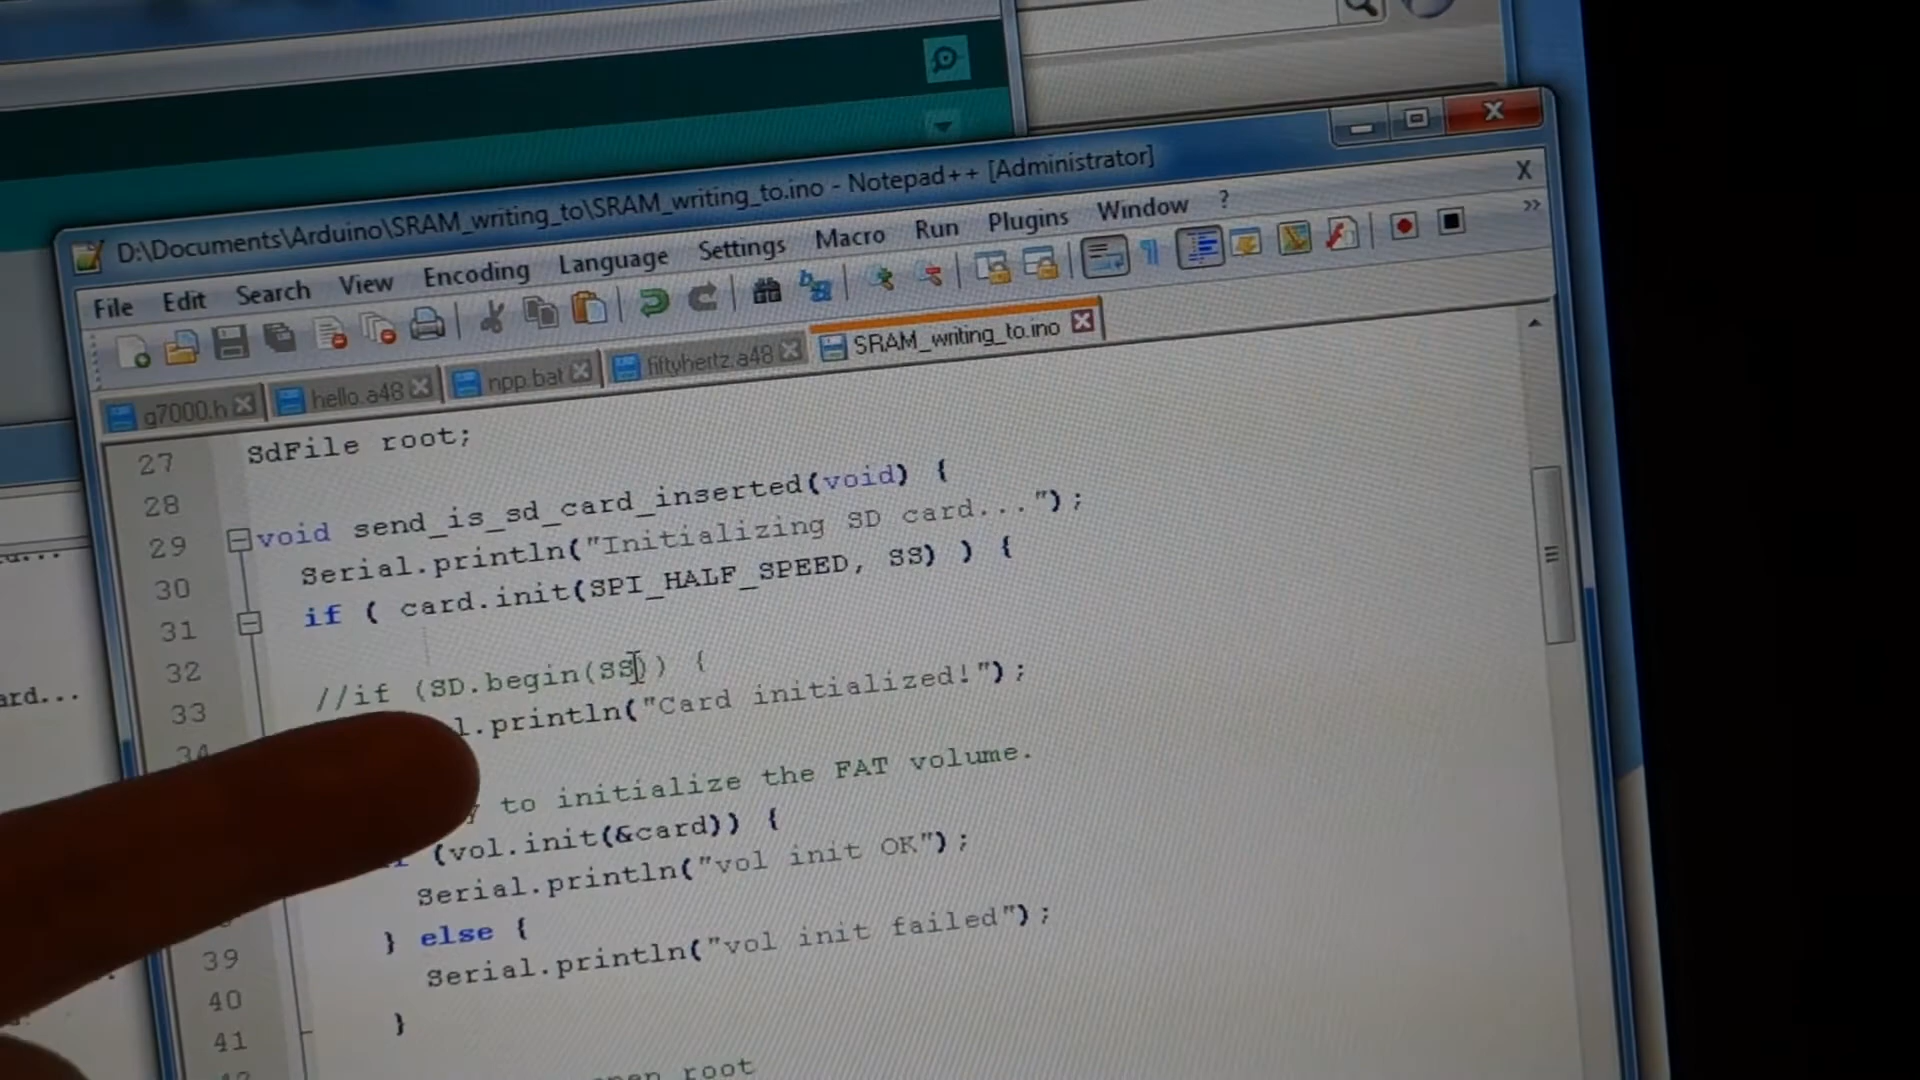 D:\Documents\Arduino\SRAM_writing_to\SRAM_writing_to.ino - Notepad++ [Administrator]
File Edit Search View Encoding Language Settings Macro Run Plugins Window ?
g7000.h hello.a48 npp.bat fiftyhertz.a48 SRAM_writing_to.ino
27 SdFile root;
28
29 void send_is_sd_card_inserted(void) {
30 Serial.println("Initializing SD card...");
31 if ( card.init(SPI_HALF_SPEED, SS) ) {
32
33 //if (SD.begin(SS)) {
34 l.println("Card initialized!");
to initialize the FAT volume.
(vol.init(&card)) {
Serial.println("vol init OK");
39 } else {
40 Serial.println("vol init failed");
41 }
root
ard...